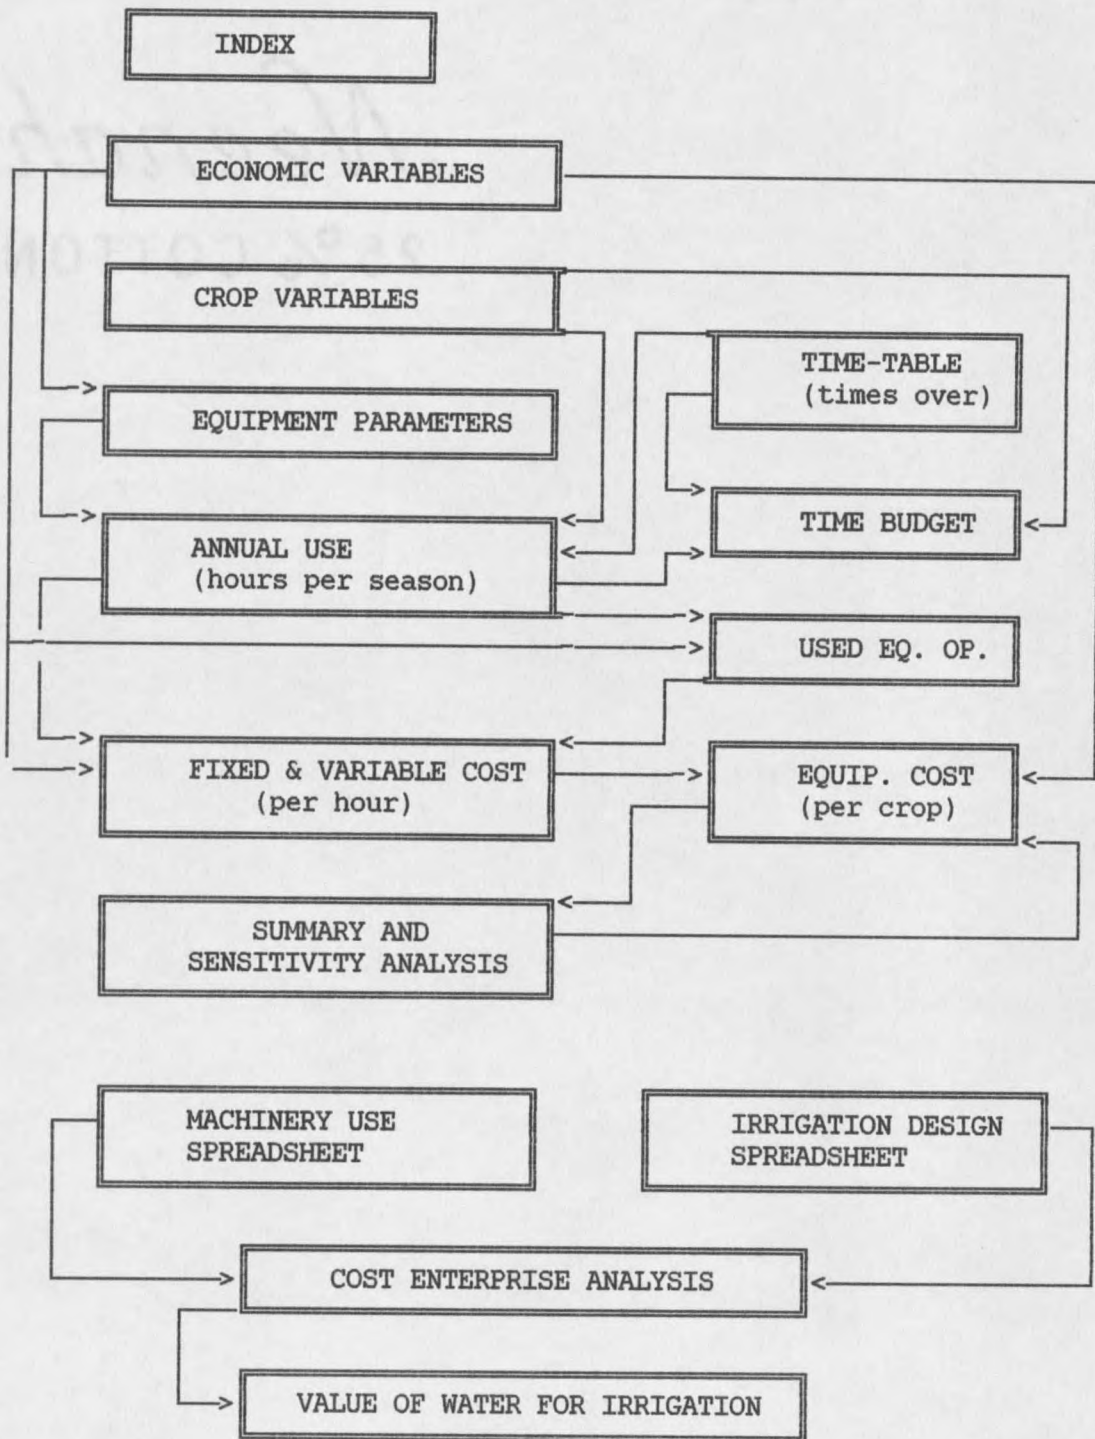 INDEX
ECONOMIC VARIABLES
CROP VARIABLES
TIME-TABLE
(times over)
EQUIPMENT PARAMETERS
TIME BUDGET
ANNUAL USE
(hours per season)
USED EQ. OP.
FIXED & VARIABLE COST
(per hour)
EQUIP. COST
(per crop)
SUMMARY AND
SENSITIVITY ANALYSIS
MACHINERY USE
SPREADSHEET
IRRIGATION DESIGN
SPREADSHEET
COST ENTERPRISE ANALYSIS
VALUE OF WATER FOR IRRIGATION
25% COTTON